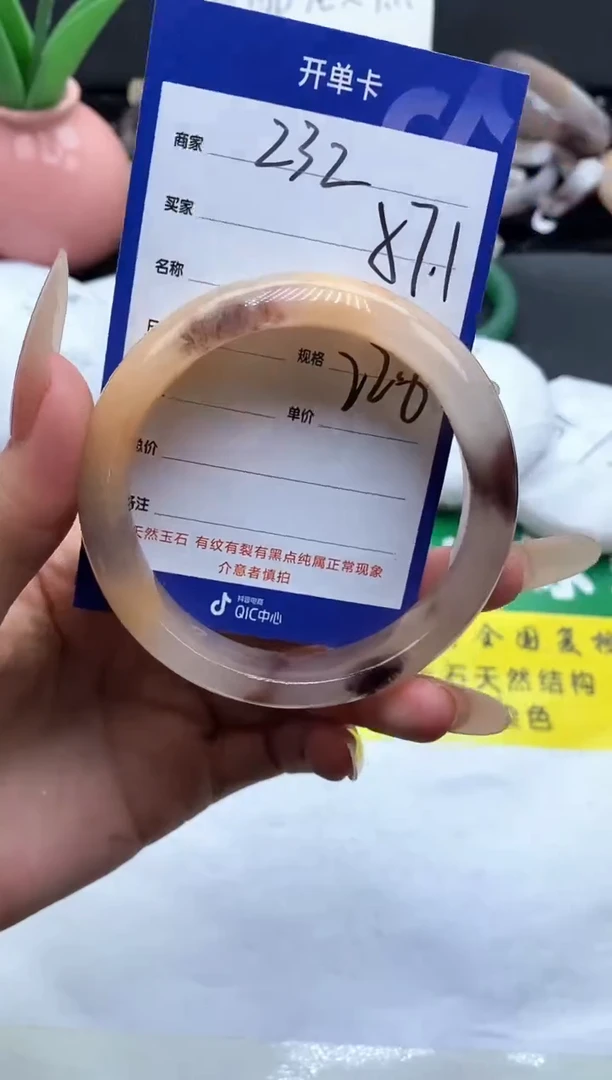 开单卡
商家 232
买家
87.1
名称
规格
单价
总价
备注
天然玉石 有纹有裂有黑点纯属正常现象
介意者慎拍
抖音电商
QIC中心
全国复检
石天然结构
染色